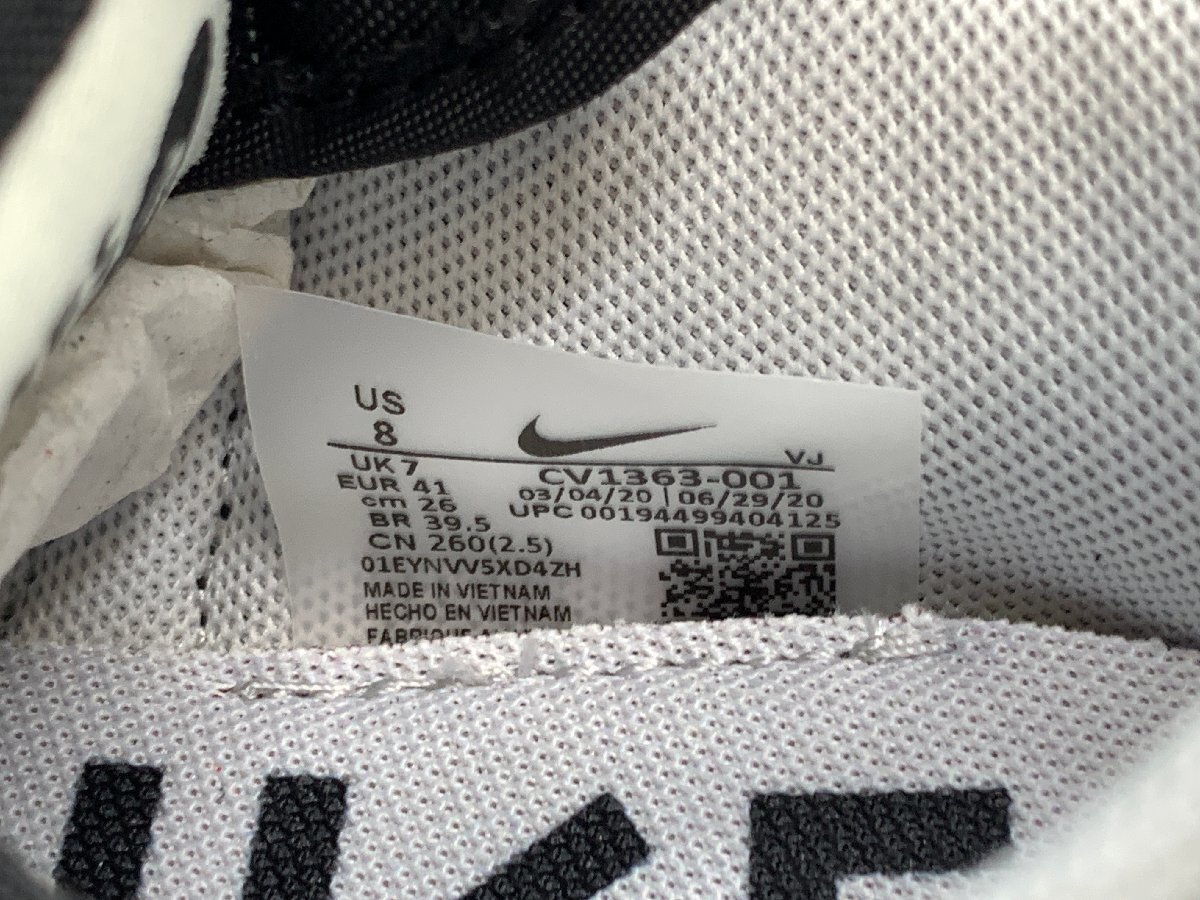 US
8
VJ
UK 7
CV1363-001
EUR 41
03/04/20 | 06/29/20
cm 26
UPC 00194499404125
BR 39.5
CN 260(2.5)
01EYNVV5XD4ZH
MADE IN VIETNAM
HECHO EN VIETNAM